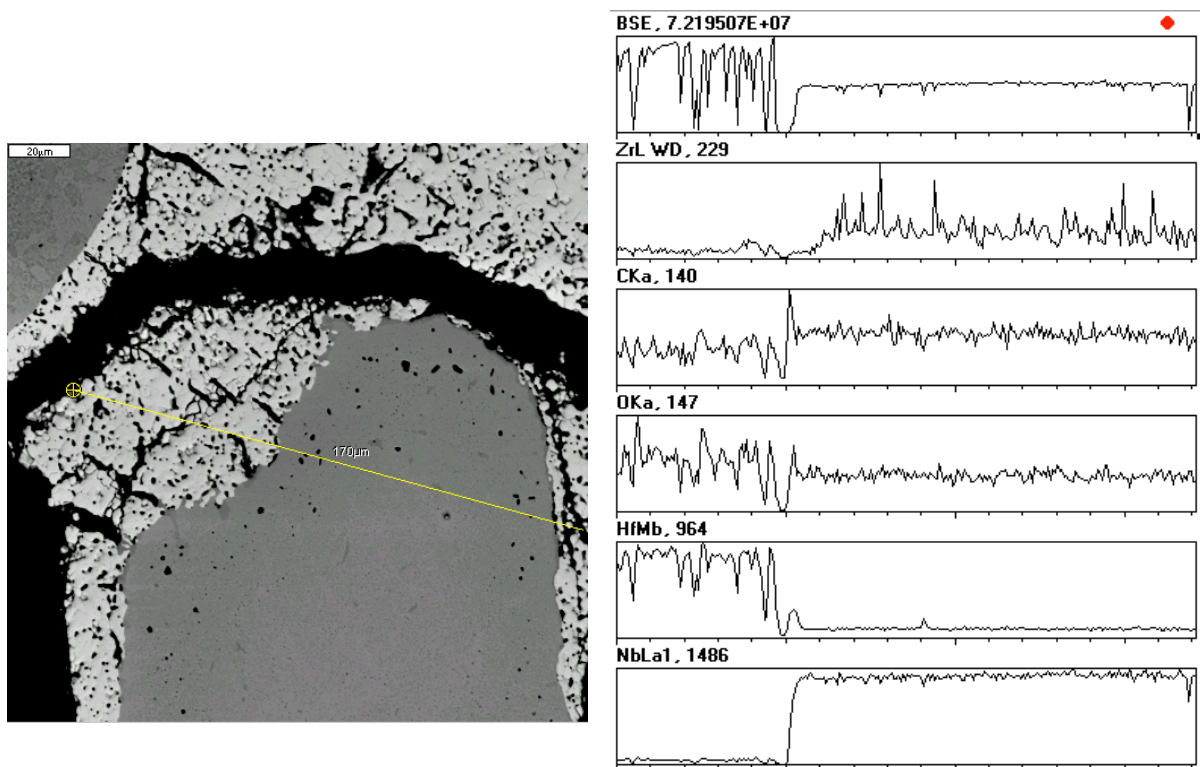 20µm
170µm
BSE, 7.219507E+07
ZrL WD, 229
CKa, 140
OKa, 147
HfMb, 964
NbLa1, 1486